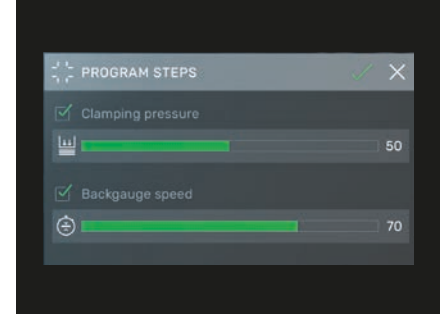 PROGRAM STEPS
Clamping pressure
50
Backgauge speed
70